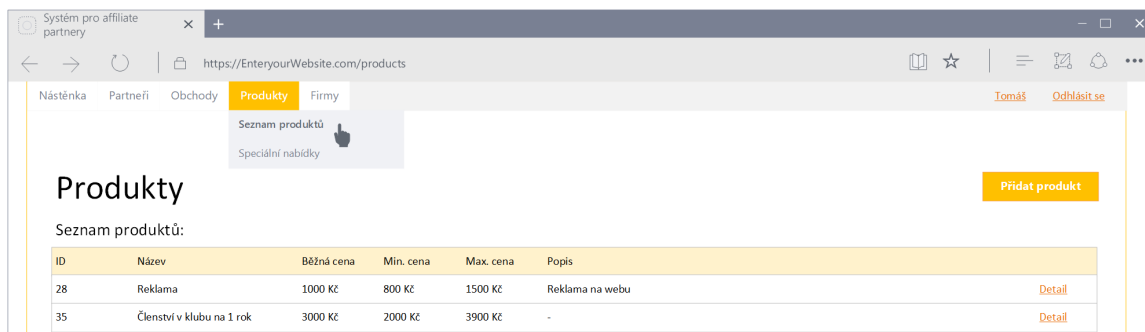 Systém pro affiliate
partnery
https://EnteryourWebsite.com/products
Nástěnka Partneři Obchody Produkty Firmy Tomáš Odhlásit se
Seznam produktů
Speciální nabídky
Produkty
Přidat produkt
Seznam produktů:
ID Název Běžná cena Min. cena Max. cena Popis
28 Reklama 1000 Kč 800 Kč 1500 Kč Reklama na webu Detail
35 Členství v klubu na 1 rok 3000 Kč 2000 Kč 3900 Kč - Detail